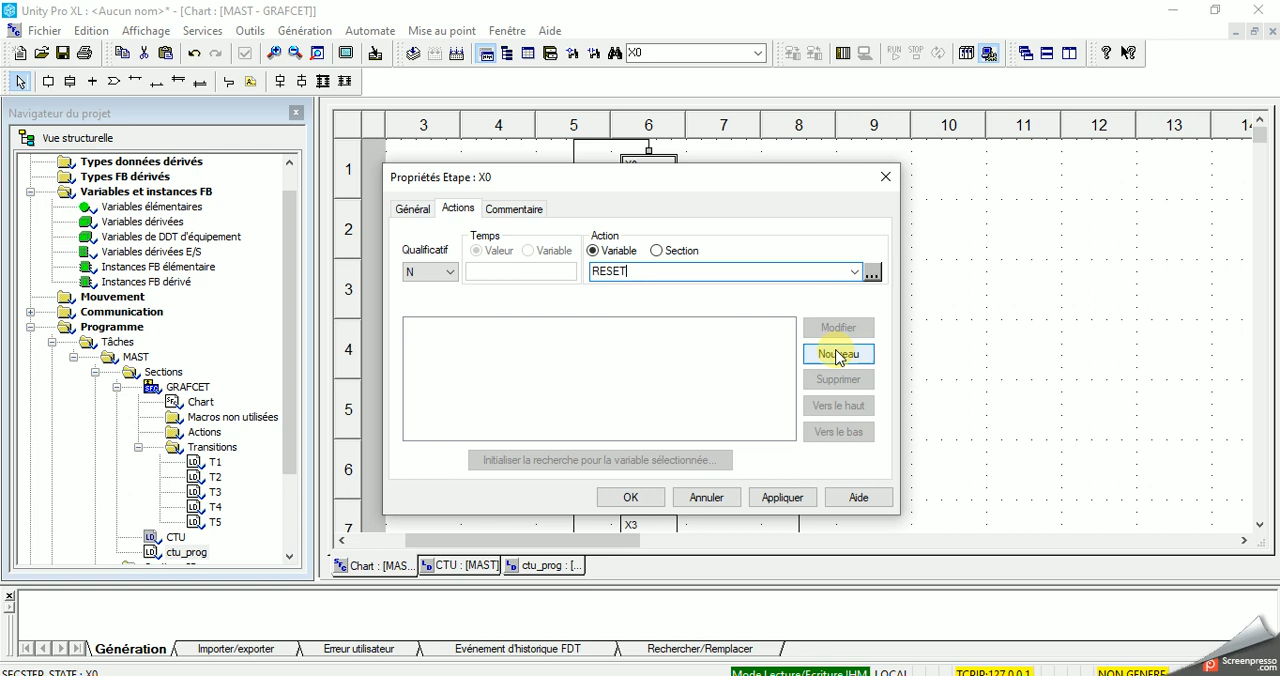 Unity Pro XL : <Aucun nom>* - [Chart : [MAST - GRAFCET]]
Fichier Edition Affichage Services Outils Génération Automate Mise au point Fenêtre Aide
X0
RUN STOP
Navigateur du projet
Vue structurelle
Types données dérivés
Types FB dérivés
Variables et instances FB
Variables élémentaires
Variables dérivées
Variables de DDT d'équipement
Variables dérivées E/S
Instances FB élémentaire
Instances FB dérivé
Mouvement
Communication
Programme
Tâches
MAST
Sections
GRAFCET
Chart
Macros non utilisées
Actions
Transitions
T1
T2
T3
T4
T5
CTU
ctu_prog
3 4 5 6 7 8 9 10 11 12 13
1
2
3
4
5
6
7
X3
Propriétés Etape : X0
Général Actions Commentaire
Qualificatif
N
Temps
Valeur Variable
Action
Variable Section
RESET
Modifier
Nouveau
Supprimer
Vers le haut
Vers le bas
Initialiser la recherche pour la variable sélectionnée...
OK Annuler Appliquer Aide
Chart : [MAS... CTU : [MAST] ctu_prog : [...
Génération Importer/exporter Erreur utilisateur Evénement d'historique FDT Rechercher/Remplacer
SFCSTEP_STATE : X0
Mode Lecture/Ecriture IHM LOCAL TCPIP:127.0.0.1 NON GENERE
Screenpresso
.com